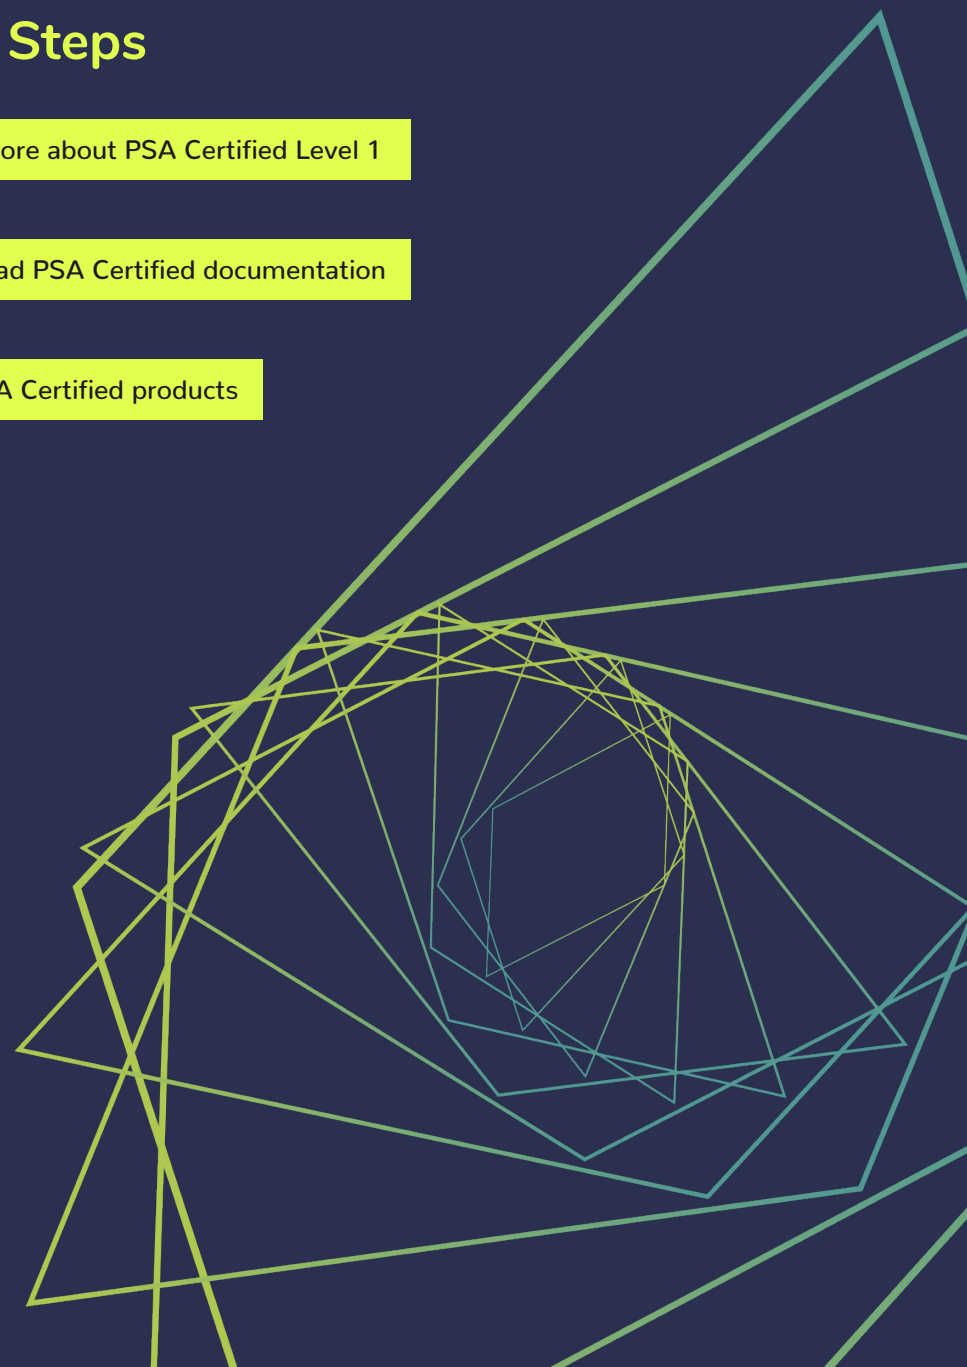 Steps
ore about PSA Certified Level 1
ad PSA Certified documentation
A Certified products